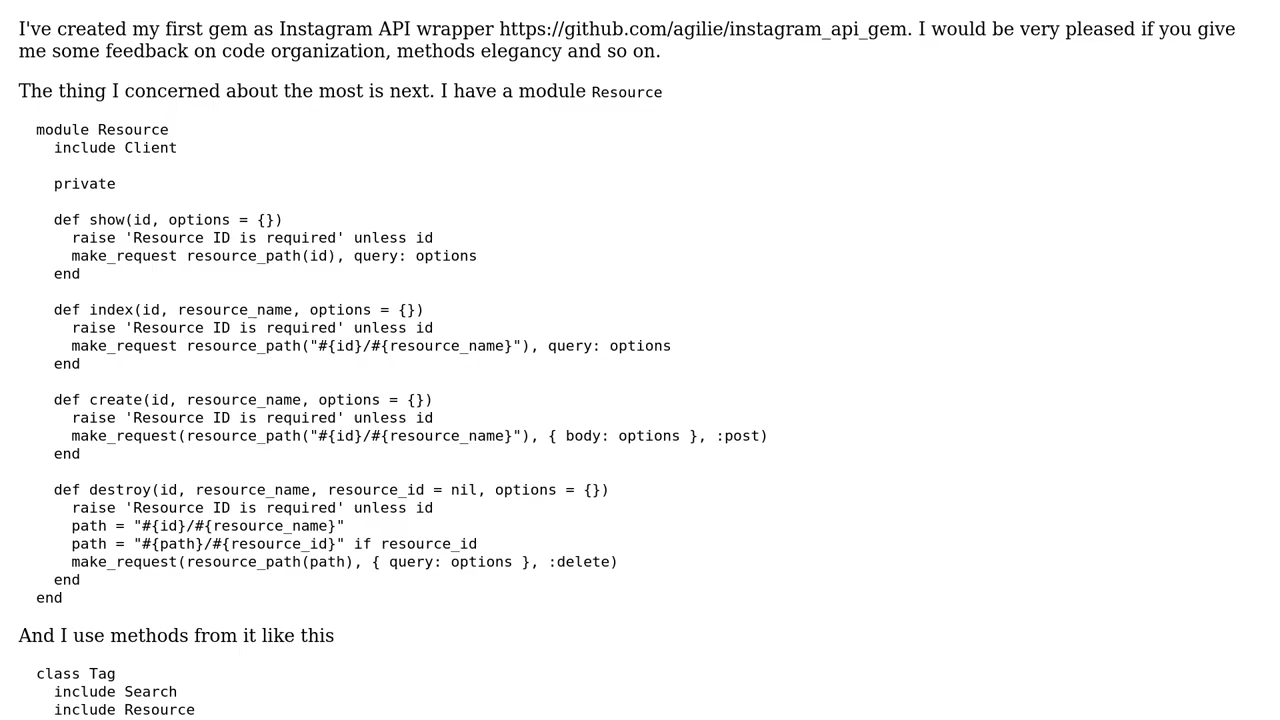 I've created my first gem as Instagram API wrapper https://github.com/agilie/instagram_api_gem. I would be very pleased if you give
me some feedback on code organization, methods elegancy and so on.
The thing I concerned about the most is next. I have a module Resource
module Resource
  include Client
  private
  def show(id, options = {})
    raise 'Resource ID is required' unless id
    make_request resource_path(id), query: options
  end
  def index(id, resource_name, options = {})
    raise 'Resource ID is required' unless id
    make_request resource_path("#{id}/#{resource_name}"), query: options
  end
  def create(id, resource_name, options = {})
    raise 'Resource ID is required' unless id
    make_request(resource_path("#{id}/#{resource_name}"), { body: options }, :post)
  end
  def destroy(id, resource_name, resource_id = nil, options = {})
    raise 'Resource ID is required' unless id
    path = "#{id}/#{resource_name}"
    path = "#{path}/#{resource_id}" if resource_id
    make_request(resource_path(path), { query: options }, :delete)
  end
end
And I use methods from it like this
class Tag
  include Search
  include Resource